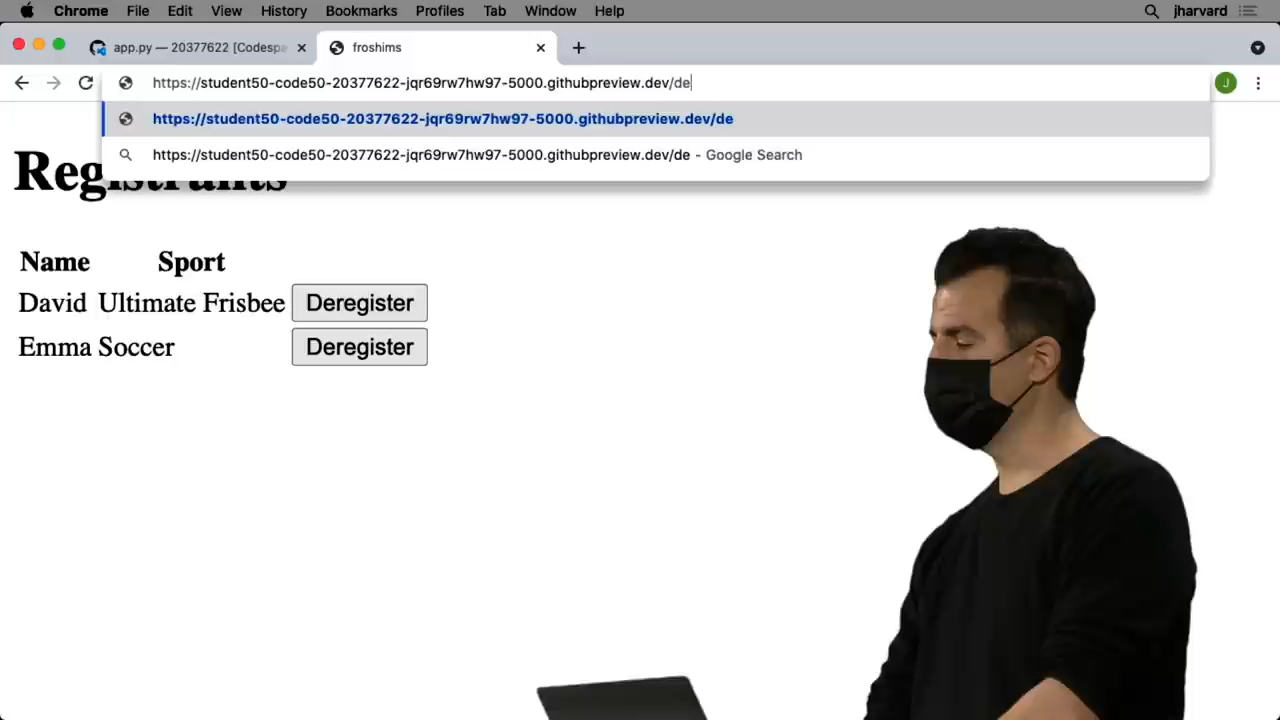 Chrome File Edit View History Bookmarks Profiles Tab Window Help jharvard
app.py — 20377622 [Codespa
froshims
https://student50-code50-20377622-jqr69rw7hw97-5000.githubpreview.dev/de
J
https://student50-code50-20377622-jqr69rw7hw97-5000.githubpreview.dev/de
https://student50-code50-20377622-jqr69rw7hw97-5000.githubpreview.dev/de - Google Search
Registrants
Name Sport
David Ultimate Frisbee Deregister
Emma Soccer Deregister